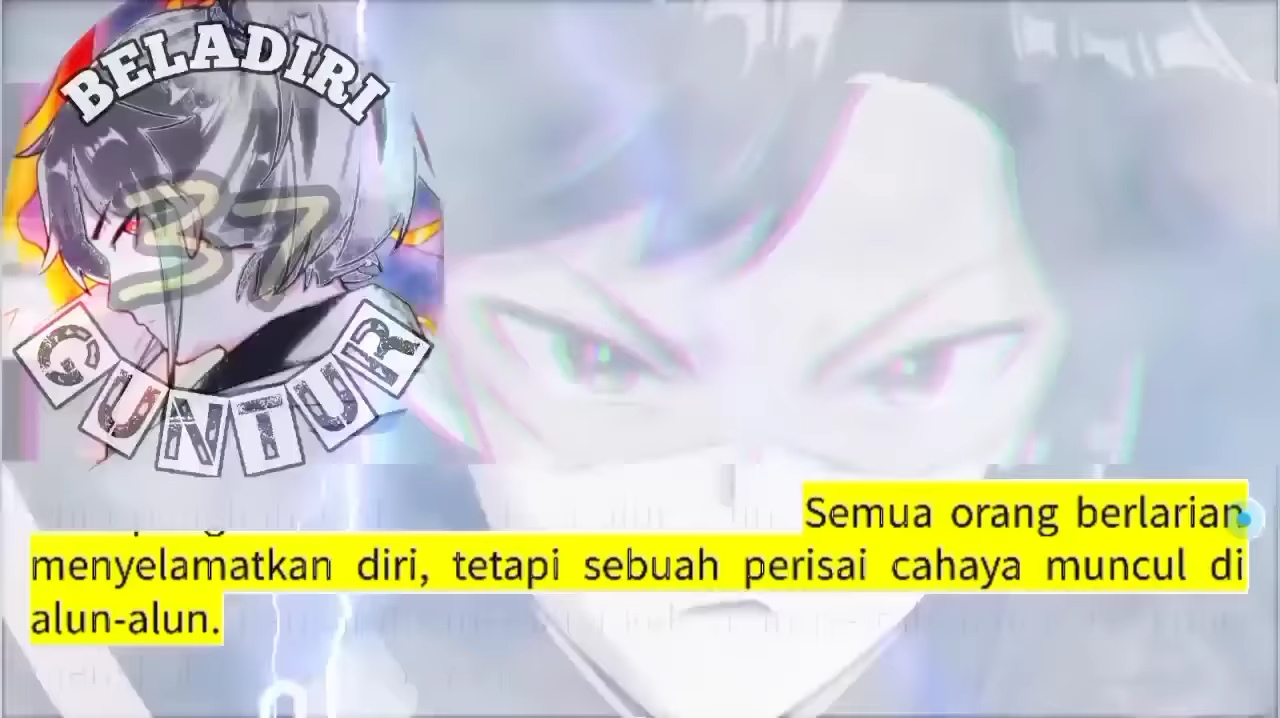 BELADIRI
37
GUNTUR
Semua orang berlarian
menyelamatkan diri, tetapi sebuah perisai cahaya muncul di
alun-alun.